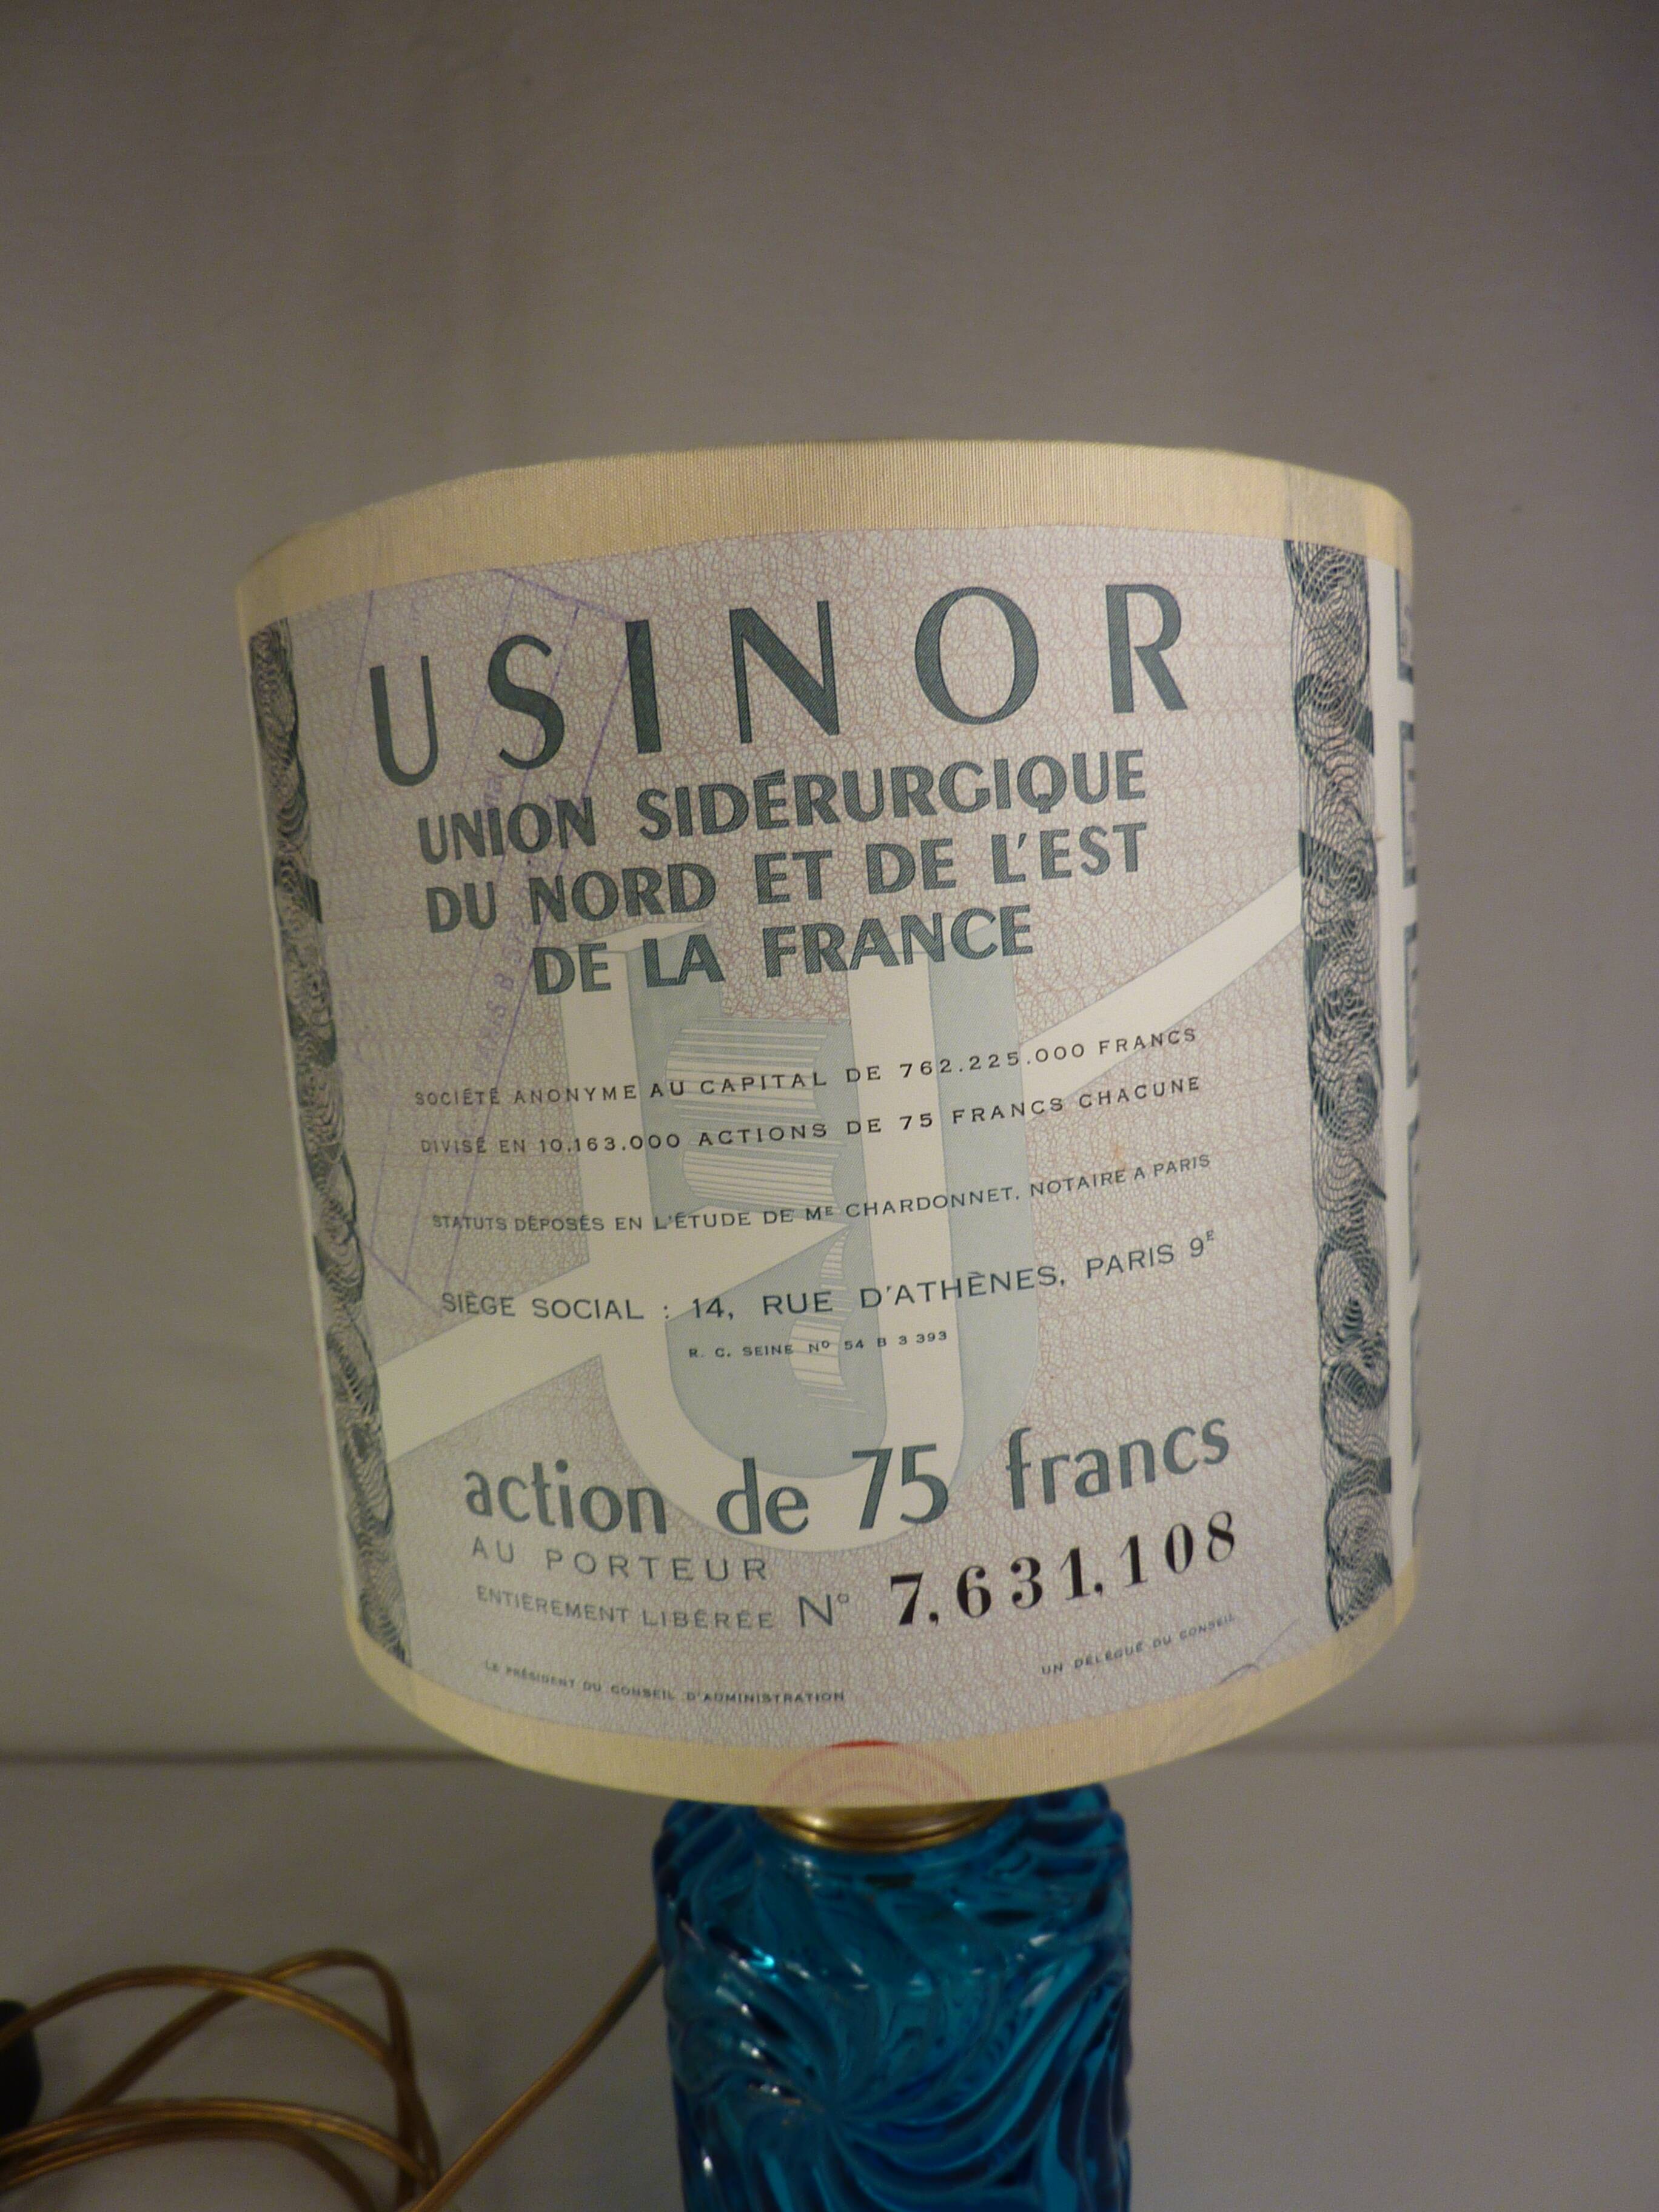 USINOR
UNION SIDÉRURGIQUE
DU NORD ET DE L'EST
DE LA FRANCE
SOCIÉTÉ ANONYME AU CAPITAL DE 762.225.000 FRANCS
DIVISÉ EN 10.163.000 ACTIONS DE 75 FRANCS CHACUNE
STATUTS DÉPOSÉS EN L'ÉTUDE DE ME CHARDONNET, NOTAIRE A PARIS
SIÈGE SOCIAL : 14, RUE D'ATHÈNES, PARIS 9E
R. C. SEINE No 54 B 3 393
action de 75 francs
AU PORTEUR
ENTIÈREMENT LIBÉRÉE No 7,631,108
LE PRÉSIDENT DU CONSEIL D'ADMINISTRATION
UN DÉLÉGUÉ DU CONSEIL